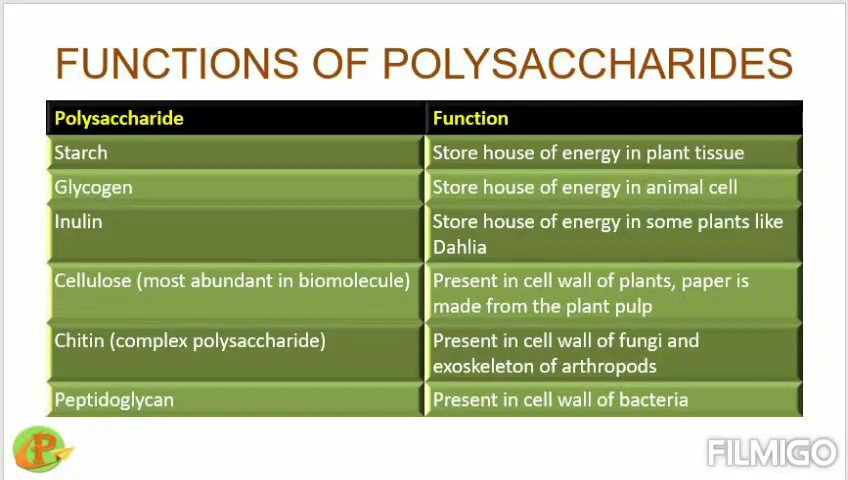 FUNCTIONS OF POLYSACCHARIDES
Polysaccharide Function
Starch Store house of energy in plant tissue
Glycogen Store house of energy in animal cell
Inulin Store house of energy in some plants like
Dahlia
Cellulose (most abundant in biomolecule) Present in cell wall of plants, paper is
made from the plant pulp
Chitin (complex polysaccharide) Present in cell wall of fungi and
exoskeleton of arthropods
Peptidoglycan Present in cell wall of bacteria
P
FILMIGO